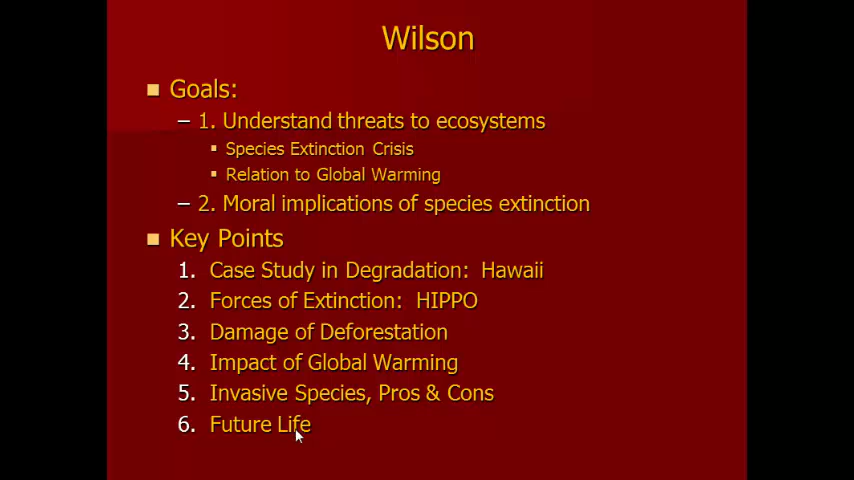 Wilson
Goals:
– 1. Understand threats to ecosystems
Species Extinction Crisis
Relation to Global Warming
– 2. Moral implications of species extinction
Key Points
1. Case Study in Degradation: Hawaii
2. Forces of Extinction: HIPPO
3. Damage of Deforestation
4. Impact of Global Warming
5. Invasive Species, Pros & Cons
6. Future Life